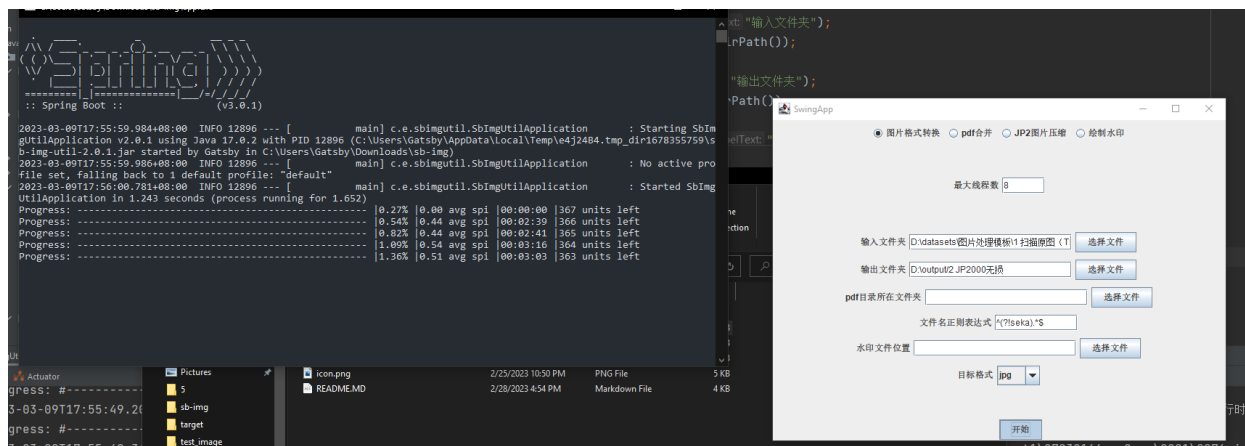 :: Spring Boot ::                (v3.0.1)
2023-03-09T17:55:59.984+08:00  INFO 12896 --- [           main] c.e.sbimgutil.SbImgUtilApplication       : Starting SbIm
gUtilApplication v2.0.1 using Java 17.0.2 with PID 12896 (C:\Users\Gatsby\AppData\Local\Temp\e4j2484.tmp_dir1678355759\s
b-img-util-2.0.1.jar started by Gatsby in C:\Users\Gatsby\Downloads\sb-img)
2023-03-09T17:55:59.986+08:00  INFO 12896 --- [           main] c.e.sbimgutil.SbImgUtilApplication       : No active pro
file set, falling back to 1 default profile: "default"
2023-03-09T17:56:00.781+08:00  INFO 12896 --- [           main] c.e.sbimgutil.SbImgUtilApplication       : Started SbImg
UtilApplication in 1.243 seconds (process running for 1.652)
Progress: -------------------------------------------------- |0.27% |0.00 avg spi |00:00:00 |367 units left
Progress: -------------------------------------------------- |0.54% |0.44 avg spi |00:02:39 |366 units left
Progress: -------------------------------------------------- |0.82% |0.44 avg spi |00:02:41 |365 units left
Progress: -------------------------------------------------- |1.09% |0.54 avg spi |00:03:16 |364 units left
Progress: -------------------------------------------------- |1.36% |0.51 avg spi |00:03:03 |363 units left
"输入文件夹");
irPath());
"输出文件夹");
SwingApp
图片格式转换 pdf合并 JP2图片压缩 绘制水印
最大线程数 8
输入文件夹 D:\datasets\图片处理模板\1 扫描原图（T 选择文件
输出文件夹 D:\output/2 JP2000无损 选择文件
pdf目录所在文件夹 选择文件
文件名正则表达式 ^(?!seka).*$
水印文件位置 选择文件
目标格式 jpg
开始
Actuator
Pictures
5
sb-img
target
test_image
icon.png 2/25/2023 10:50 PM PNG File 5 KB
README.MD 2/28/2023 4:54 PM Markdown File 4 KB
gress: #-----------
3-03-09T17:55:49.20
gress: #-----------